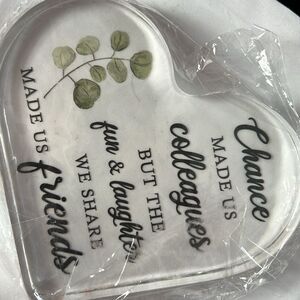 Chance
MADE US
colleagues
BUT THE
fun & laughter
WE SHARE
MADE US friends